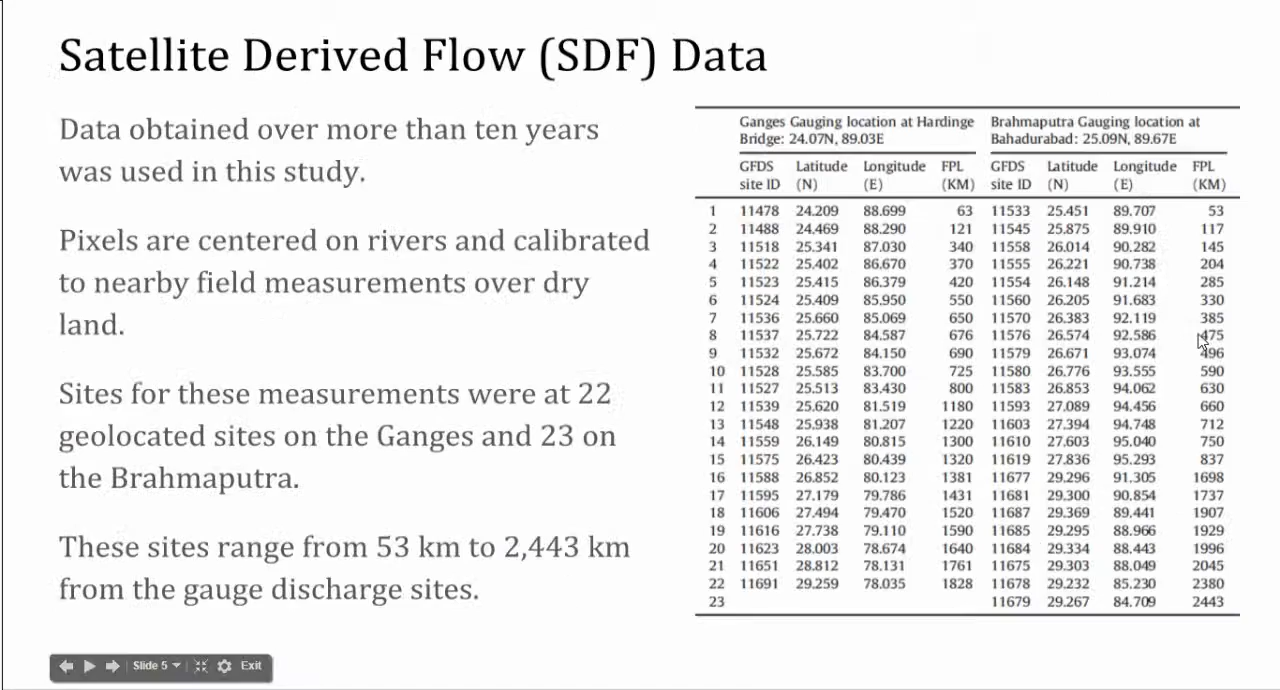 Satellite Derived Flow (SDF) Data
Data obtained over more than ten years
was used in this study.
Pixels are centered on rivers and calibrated
to nearby field measurements over dry
land.
Sites for these measurements were at 22
geolocated sites on the Ganges and 23 on
the Brahmaputra.
These sites range from 53 km to 2,443 km
from the gauge discharge sites.
Ganges Gauging location at Hardinge Brahmaputra Gauging location at
Bridge: 24.07N, 89.03E Bahadurabad: 25.09N, 89.67E
GFDS Latitude Longitude FPL GFDS Latitude Longitude FPL
site ID (N) (E) (KM) site ID (N) (E) (KM)
1 11478 24.209 88.699 63 11533 25.451 89.707 53
2 11488 24.469 88.290 121 11545 25.875 89.910 117
3 11518 25.341 87.030 340 11558 26.014 90.282 145
4 11522 25.402 86.670 370 11555 26.221 90.738 204
5 11523 25.415 86.379 420 11554 26.148 91.214 285
6 11524 25.409 85.950 550 11560 26.205 91.683 330
7 11536 25.660 85.069 650 11570 26.383 92.119 385
8 11537 25.722 84.587 676 11576 26.574 92.586 475
9 11532 25.672 84.150 690 11579 26.671 93.074 496
10 11528 25.585 83.700 725 11580 26.776 93.555 590
11 11527 25.513 83.430 800 11583 26.853 94.062 630
12 11539 25.620 81.519 1180 11593 27.089 94.456 660
13 11548 25.938 81.207 1220 11603 27.394 94.748 712
14 11559 26.149 80.815 1300 11610 27.603 95.040 750
15 11575 26.423 80.439 1320 11619 27.836 95.293 837
16 11588 26.852 80.123 1381 11677 29.296 91.305 1698
17 11595 27.179 79.786 1431 11681 29.300 90.854 1737
18 11606 27.494 79.470 1520 11687 29.369 89.441 1907
19 11616 27.738 79.110 1590 11685 29.295 88.966 1929
20 11623 28.003 78.674 1640 11684 29.334 88.443 1996
21 11651 28.812 78.131 1761 11675 29.303 88.049 2045
22 11691 29.259 78.035 1828 11678 29.232 85.230 2380
23 11679 29.267 84.709 2443
Slide 5 Exit